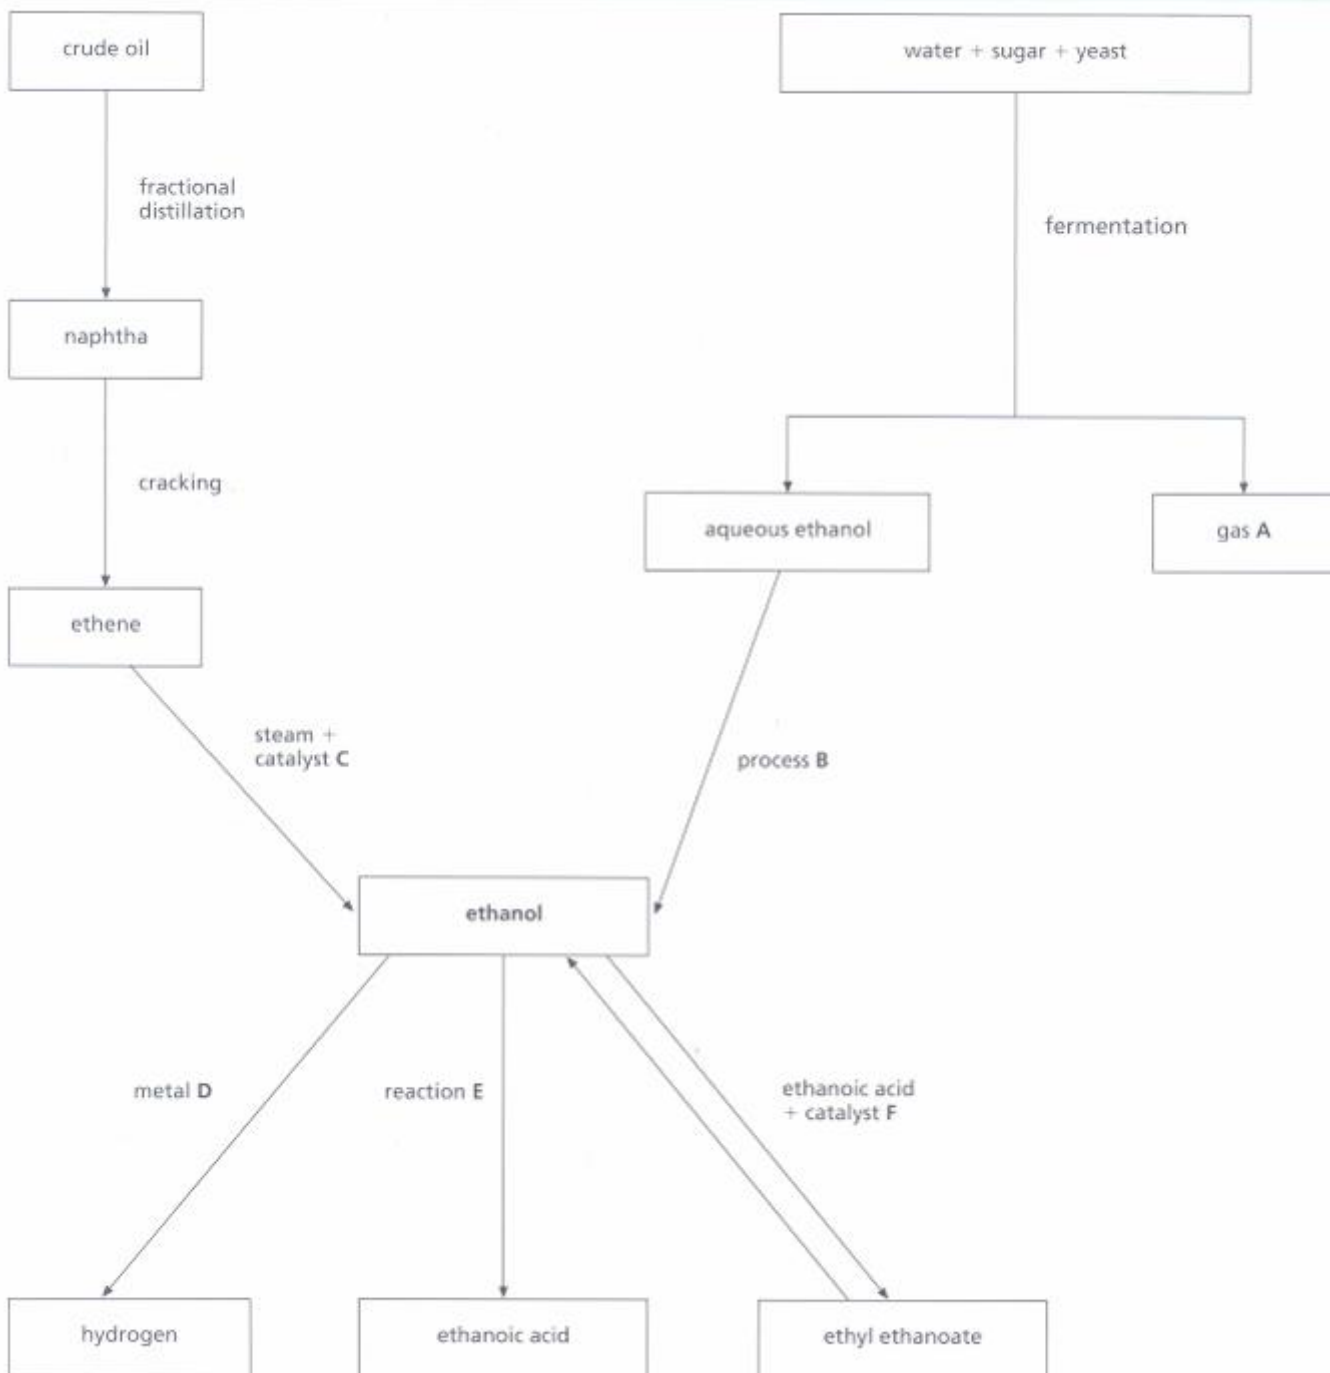 crude oil
water + sugar + yeast
fractional
distillation
fermentation
naphtha
cracking
aqueous ethanol
gas A
ethene
steam +
catalyst C
process B
ethanol
metal D
reaction E
ethanoic acid
+ catalyst F
hydrogen
ethanoic acid
ethyl ethanoate